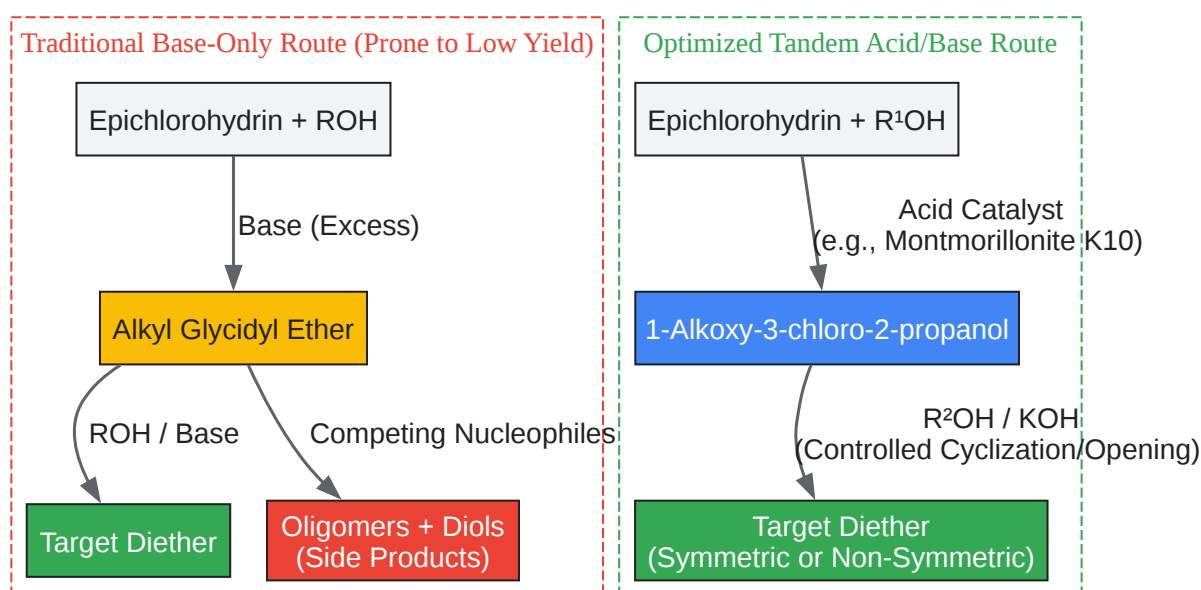 Traditional Base-Only Route (Prone to Low Yield)
Epichlorohydrin + ROH
Base (Excess)
Alkyl Glycidyl Ether
ROH / Base
Competing Nucleophiles
Target Diether
Oligomers + Diols
(Side Products)
Optimized Tandem Acid/Base Route
Epichlorohydrin + R¹OH
Acid Catalyst
(e.g., Montmorillonite K10)
1-Alkoxy-3-chloro-2-propanol
R²OH / KOH
(Controlled Cyclization/Opening)
Target Diether
(Symmetric or Non-Symmetric)